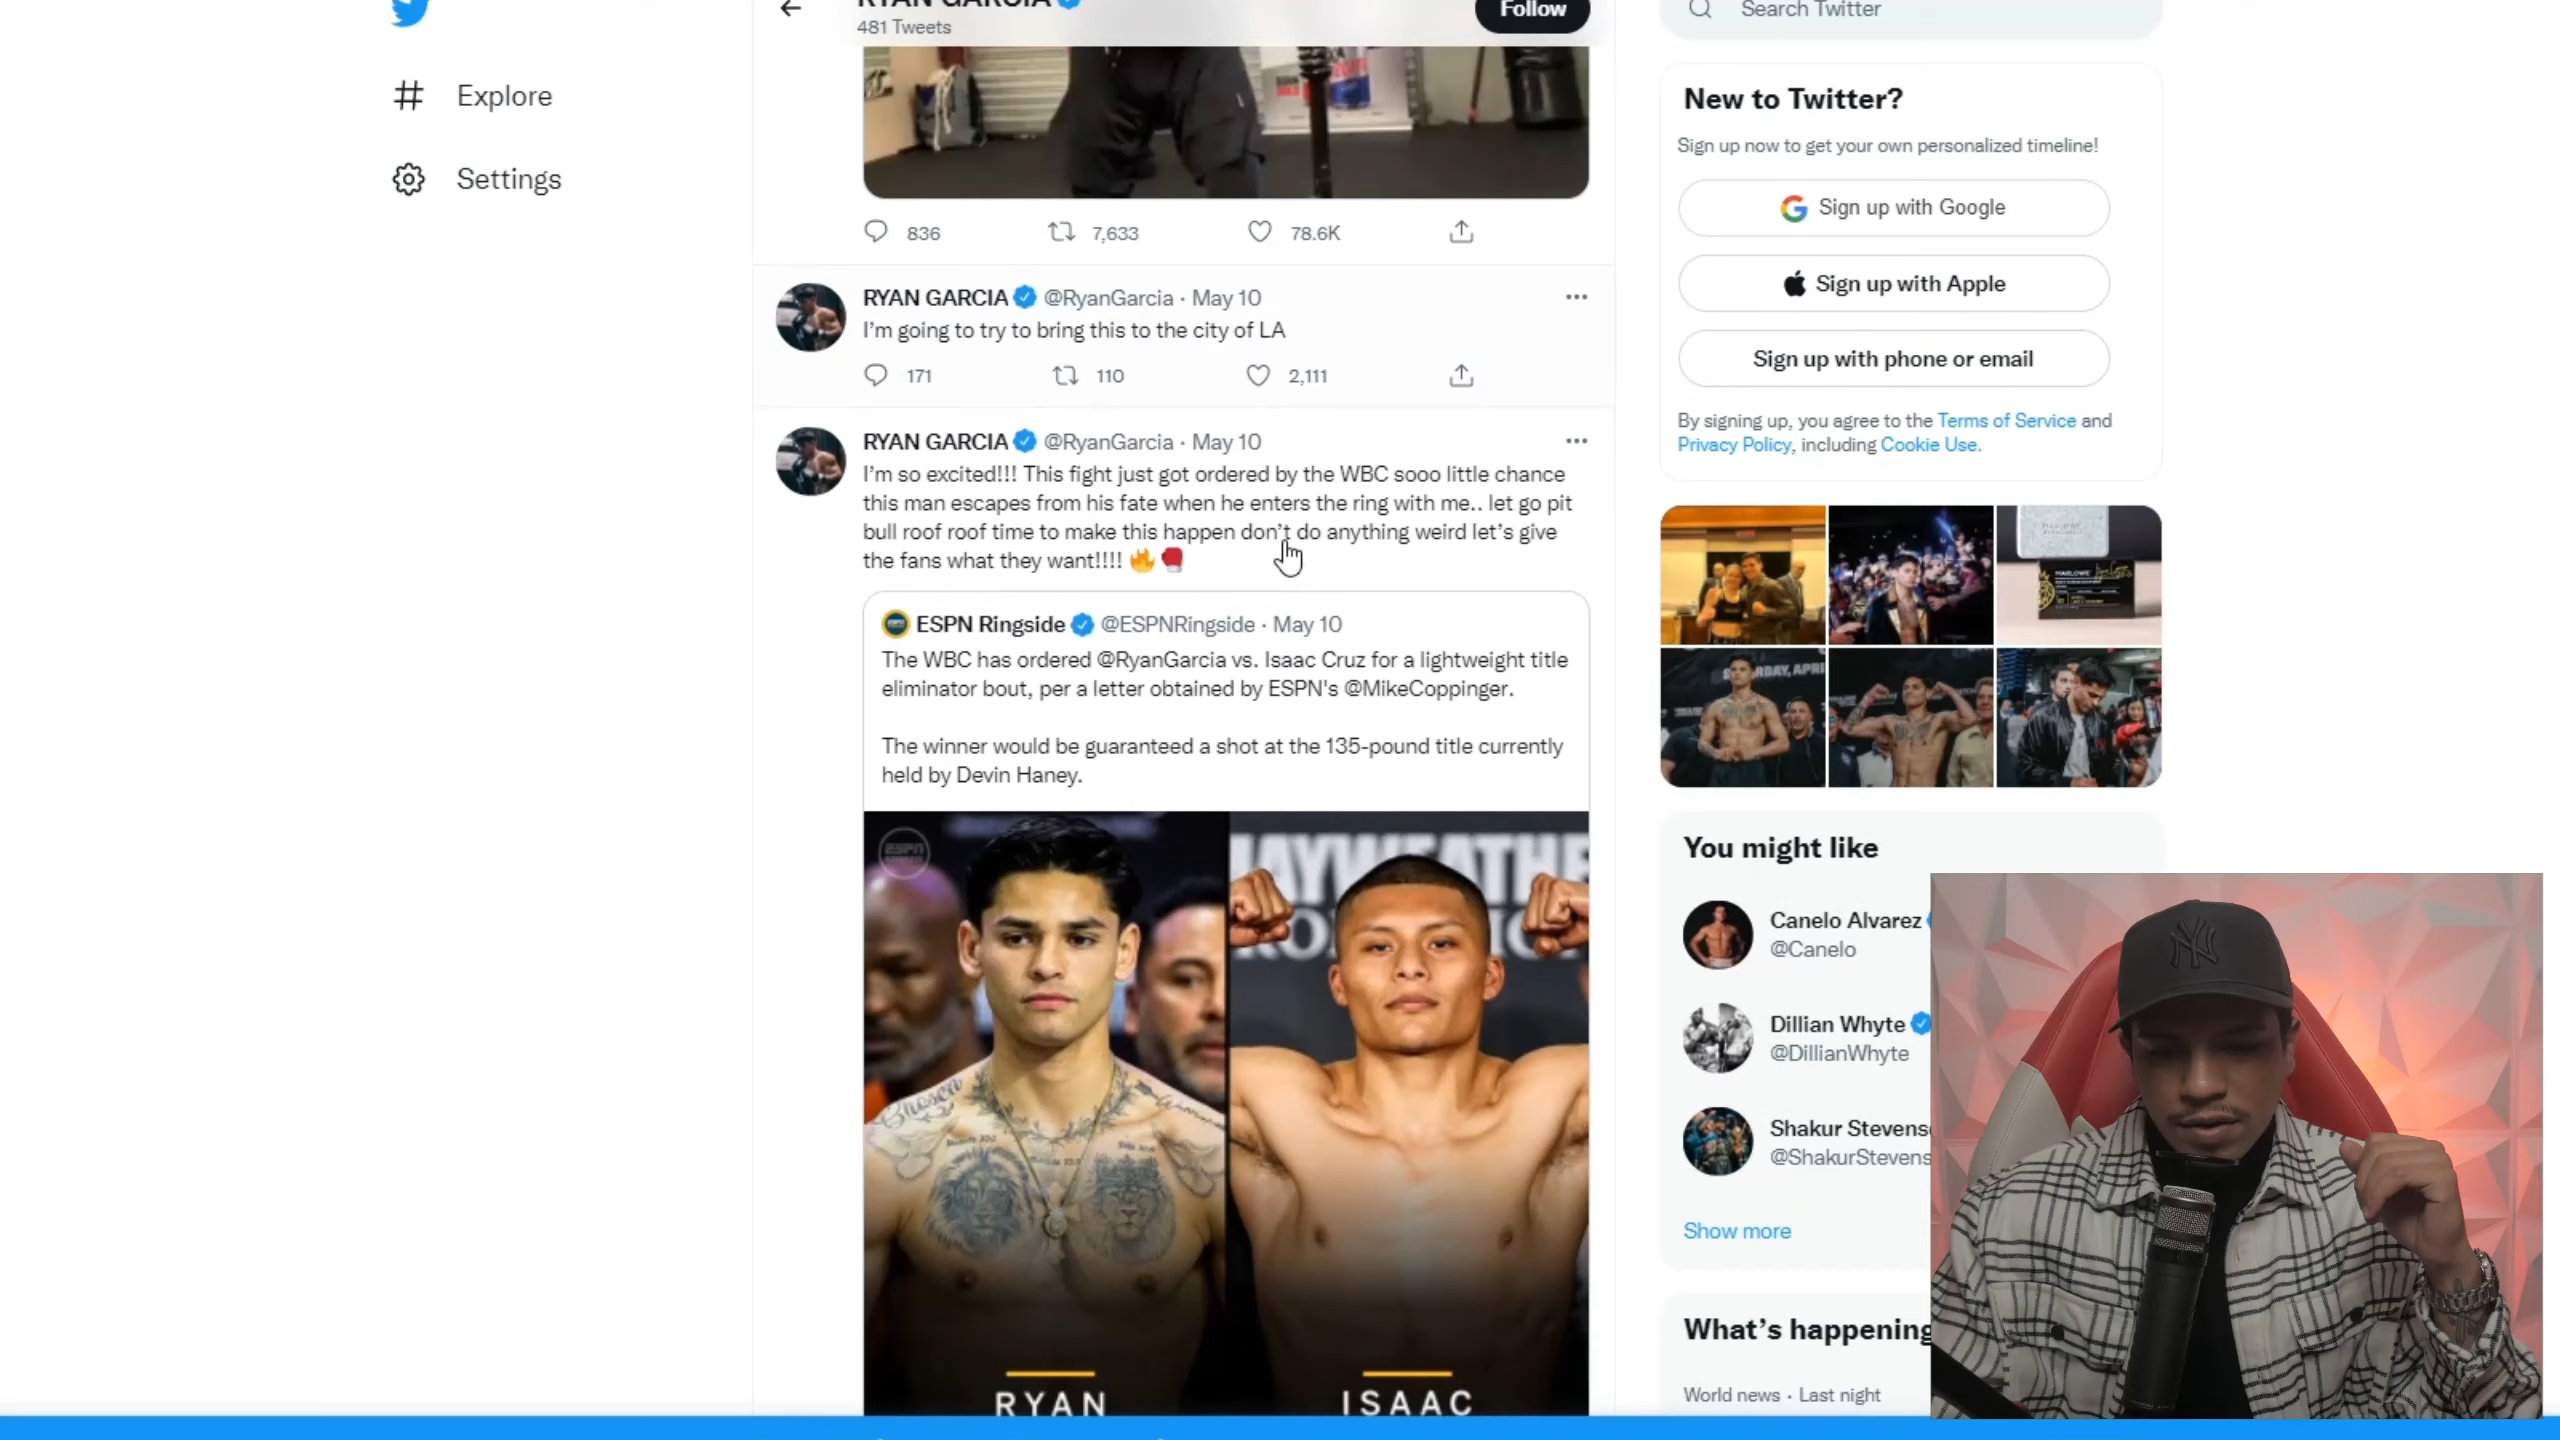 RYAN GARCIA
481 Tweets
Follow
Search Twitter
Explore
Settings
836 7,633 78.6K
RYAN GARCIA @RyanGarcia · May 10
I'm going to try to bring this to the city of LA
171 110 2,111
RYAN GARCIA @RyanGarcia · May 10
I'm so excited!!! This fight just got ordered by the WBC sooo little chance
this man escapes from his fate when he enters the ring with me.. let go pit
bull roof roof time to make this happen don't do anything weird let's give
the fans what they want!!!! 🔥🥊
ESPN Ringside @ESPNRingside · May 10
The WBC has ordered @RyanGarcia vs. Isaac Cruz for a lightweight title
eliminator bout, per a letter obtained by ESPN's @MikeCoppinger.
The winner would be guaranteed a shot at the 135-pound title currently
held by Devin Haney.
ESPN
AYWEATHE
RYAN
ISAAC
New to Twitter?
Sign up now to get your own personalized timeline!
Sign up with Google
Sign up with Apple
Sign up with phone or email
By signing up, you agree to the Terms of Service and
Privacy Policy, including Cookie Use.
You might like
Canelo Alvarez
@Canelo
Dillian Whyte
@DillianWhyte
Shakur Stevens
@ShakurStevens
Show more
What's happening
World news · Last night
NY